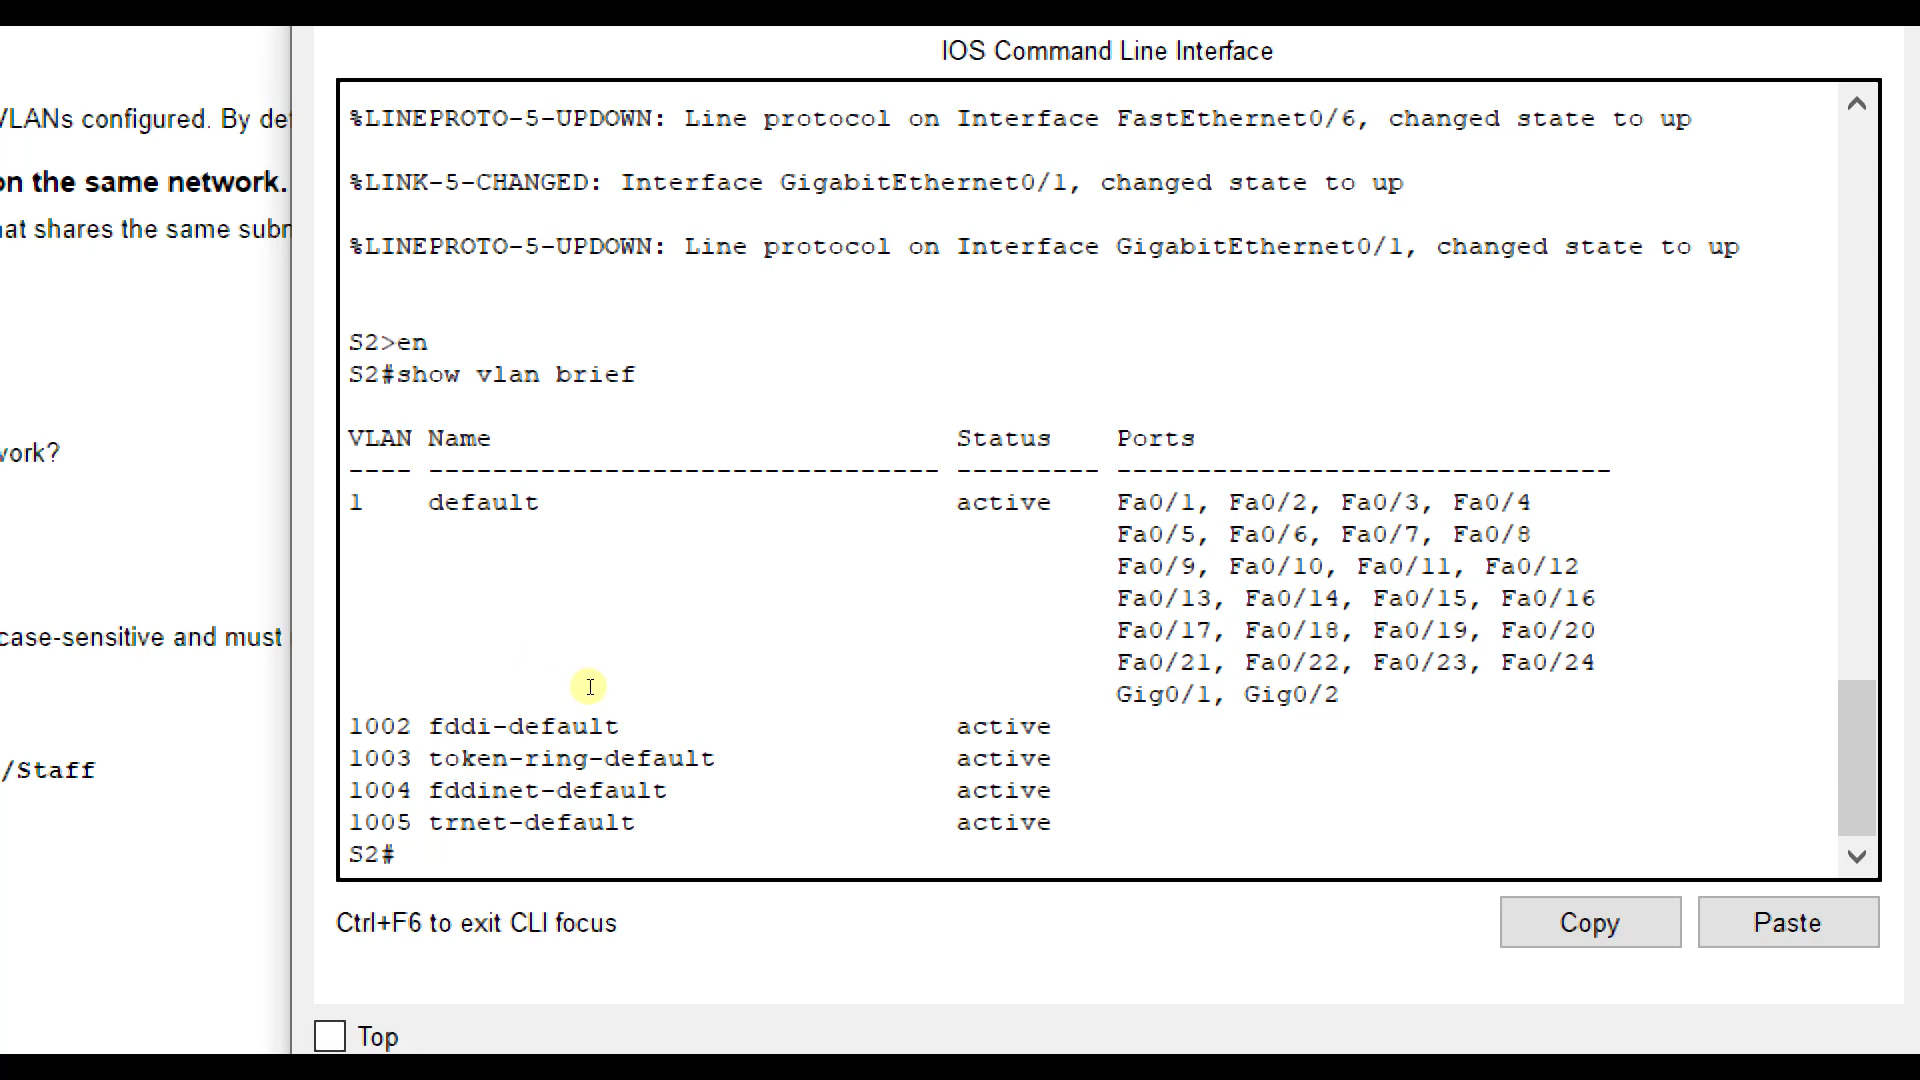 IOS Command Line Interface
VLANs configured. By def
on the same network.
hat shares the same subn
work?
case-sensitive and must
/Staff
%LINEPROTO-5-UPDOWN: Line protocol on Interface FastEthernet0/6, changed state to up
%LINK-5-CHANGED: Interface GigabitEthernet0/1, changed state to up
%LINEPROTO-5-UPDOWN: Line protocol on Interface GigabitEthernet0/1, changed state to up
S2>en
S2#show vlan brief
VLAN Name Status Ports
---- -------------------------------- --------- -------------------------------
1 default active Fa0/1, Fa0/2, Fa0/3, Fa0/4
Fa0/5, Fa0/6, Fa0/7, Fa0/8
Fa0/9, Fa0/10, Fa0/11, Fa0/12
Fa0/13, Fa0/14, Fa0/15, Fa0/16
Fa0/17, Fa0/18, Fa0/19, Fa0/20
Fa0/21, Fa0/22, Fa0/23, Fa0/24
Gig0/1, Gig0/2
1002 fddi-default active
1003 token-ring-default active
1004 fddinet-default active
1005 trnet-default active
S2#
Ctrl+F6 to exit CLI focus
Copy
Paste
Top